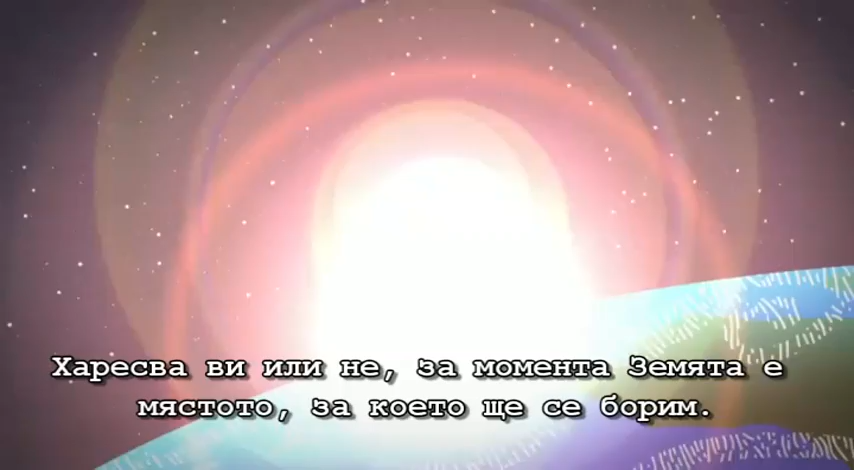 Харесва ви или не, за момента Земята е
мястото, за което ще се борим.